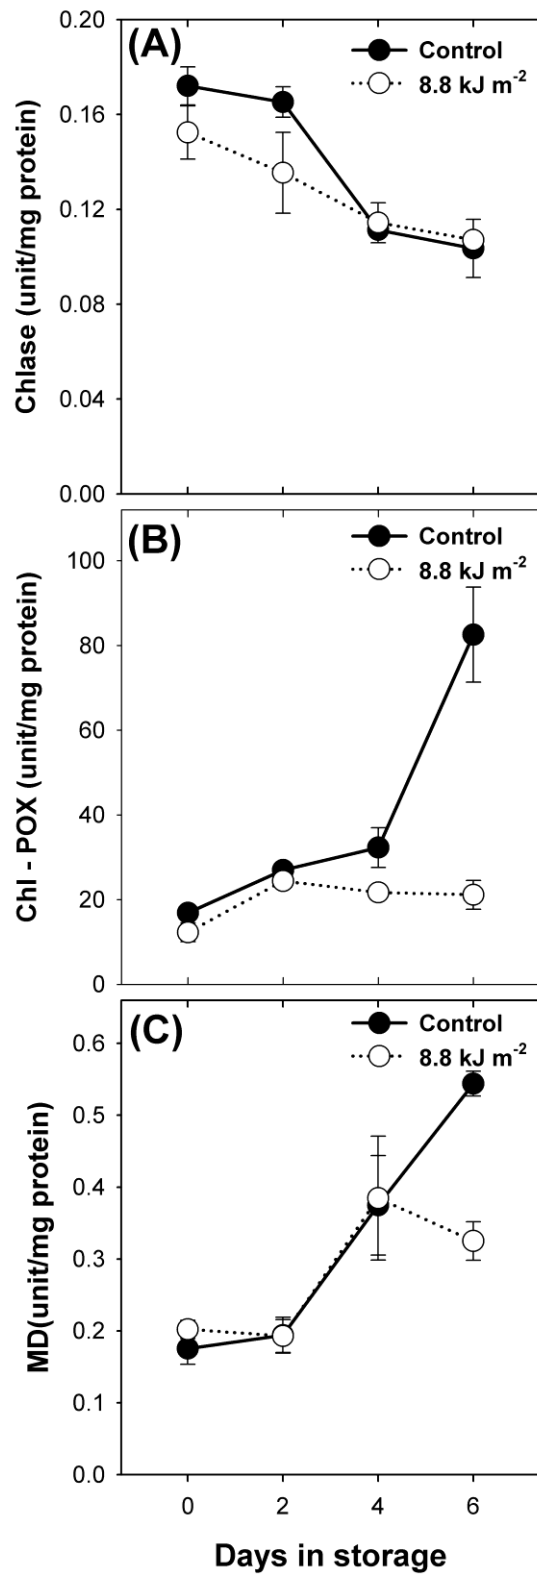 (A)
Control
8.8 kJ m-2
0.20
0.16
0.12
0.08
0.04
0.00
Chlase (unit/mg protein)
(B)
Control
8.8 kJ m-2
100
80
60
40
20
0
Chl - POX (unit/mg protein)
(C)
Control
8.8 kJ m-2
0.6
0.5
0.4
0.3
0.2
0.1
0.0
MD(unit/mg protein)
0 2 4 6
Days in storage